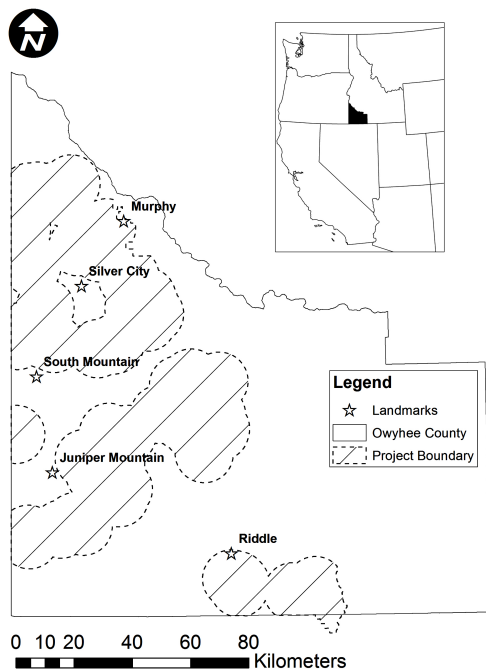 N
Murphy
Silver City
South Mountain
Juniper Mountain
Riddle
Legend
Landmarks
Owyhee County
Project Boundary
0 10 20 40 60 80
Kilometers